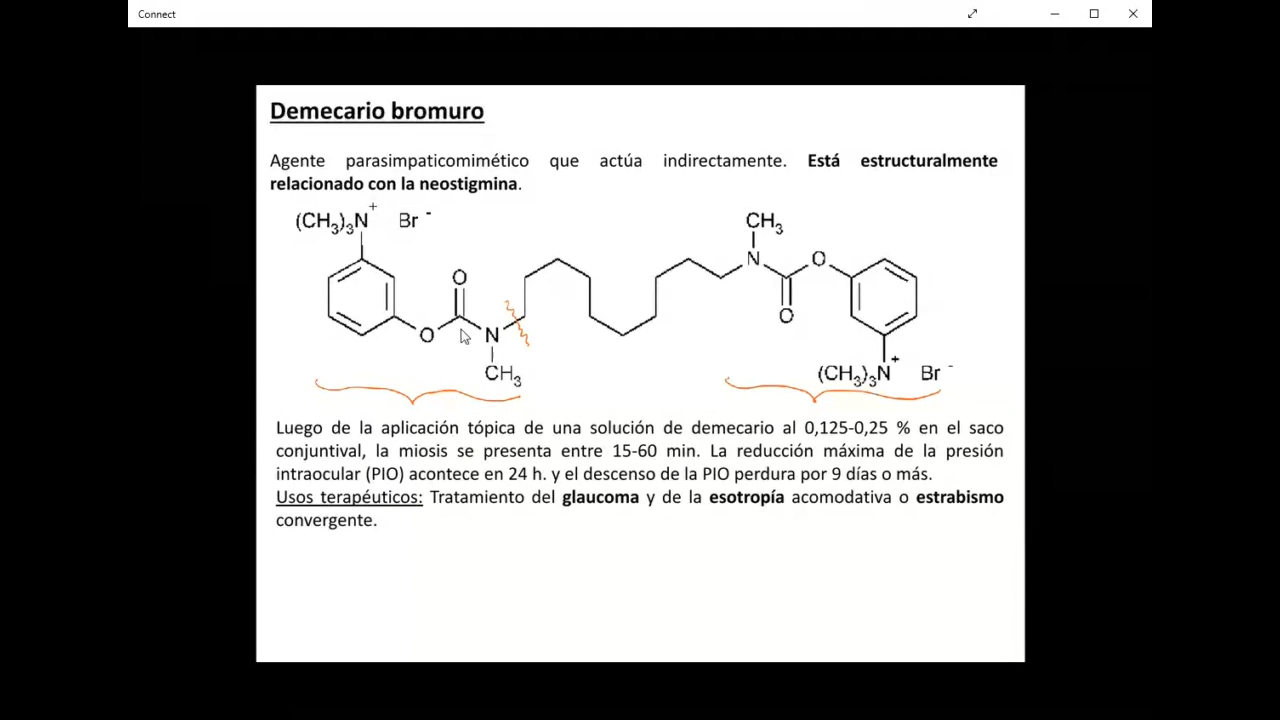 Connect
Demecario bromuro
Agente parasimpaticomimético que actúa indirectamente. Está estructuralmente
relacionado con la neostigmina.
(CH3)3N+ Br-
CH3
N
O
O
O
O
O
N
CH3
(CH3)3N+ Br-
Luego de la aplicación tópica de una solución de demecario al 0,125-0,25 % en el saco
conjuntival, la miosis se presenta entre 15-60 min. La reducción máxima de la presión
intraocular (PIO) acontece en 24 h. y el descenso de la PIO perdura por 9 días o más.
Usos terapéuticos: Tratamiento del glaucoma y de la esotropía acomodativa o estrabismo
convergente.